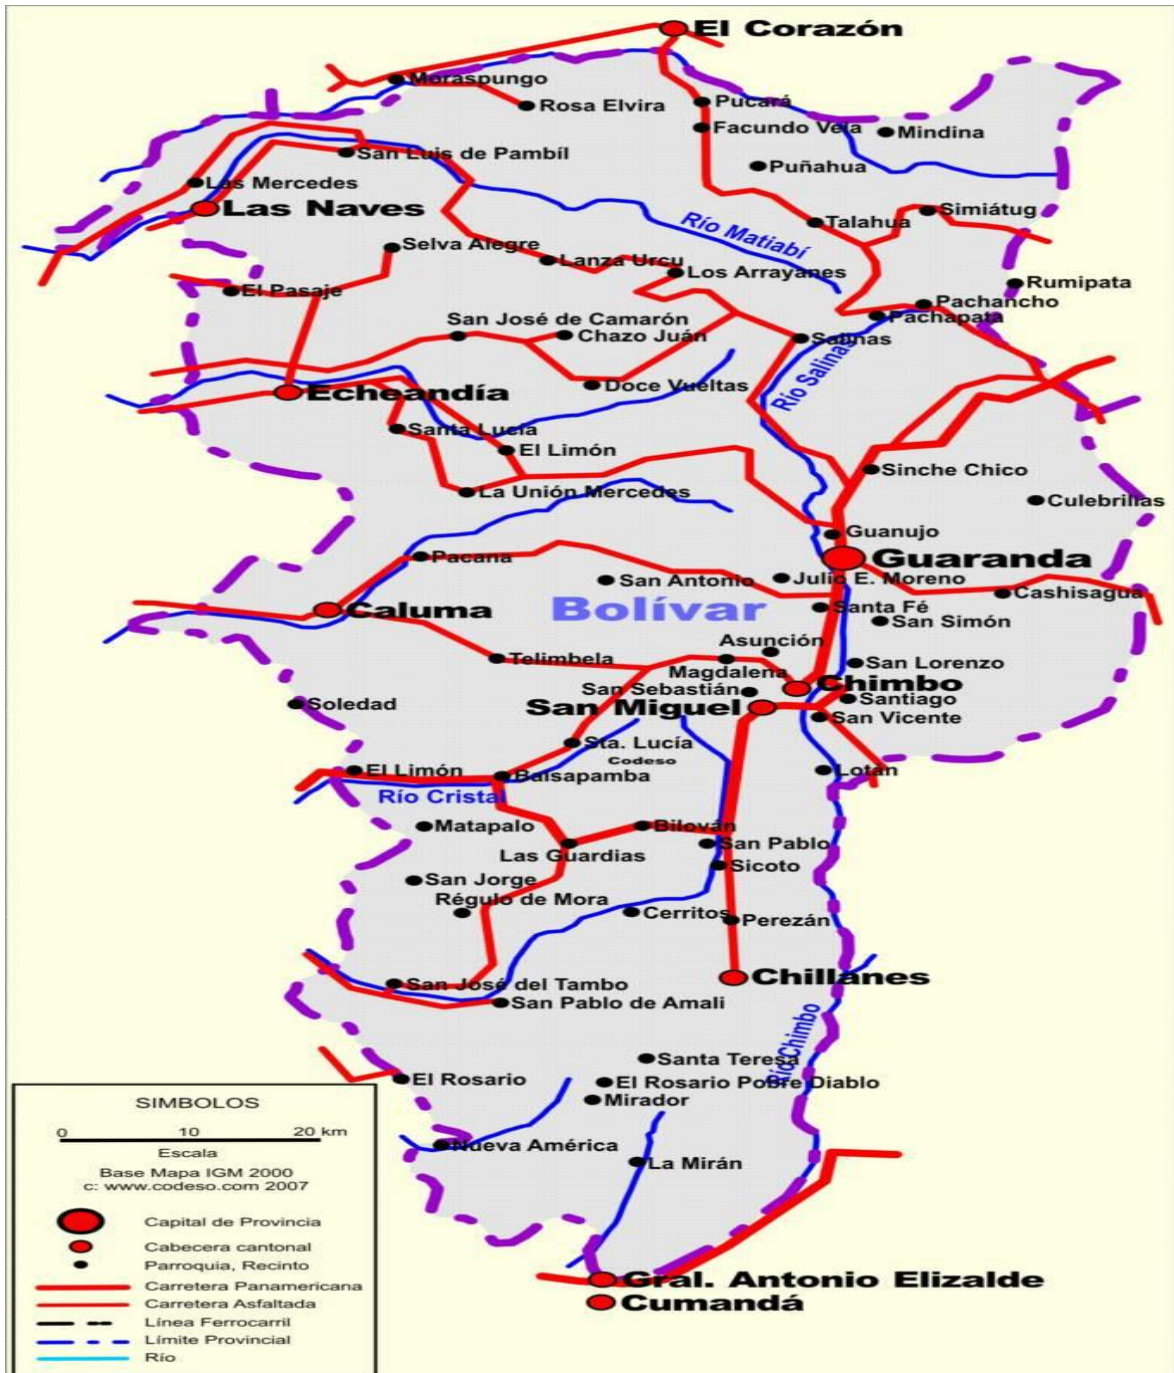 El Corazón
Moraspungo
Rosa Elvira
Pucará
Facundo Vela
Mindina
San Luis de Pambíl
Puñahua
Las Mercedes
Las Naves
Simiátug
Talahua
Río Matiabí
Selva Alegre
Lanza Urcu
Los Arrayanes
El Pasaje
Rumipata
Pachancho
Pachapata
San José de Camarón
Chazo Juán
Salinas
Río Salinas
Doce Vueltas
Echeandía
Santa Lucía
El Limón
Sinche Chico
La Unión Mercedes
Culebrillas
Guanujo
Guaranda
Pacana
San Antonio
Julio E. Moreno
Cashisagua
Caluma
Bolívar
Santa Fé
San Simón
Asunción
Telimbela
Magdalena
San Lorenzo
Chimbo
San Sebastián
Santiago
San Miguel
Soledad
San Vicente
Sta. Lucía
Codeso
El Limón
Balsapamba
Lotán
Río Cristal
Matapalo
Bilován
San Pablo
Las Guardias
Sicoto
San Jorge
Régulo de Mora
Cerritos
Perezán
Chillanes
San José del Tambo
San Pablo de Amali
Río Chimbo
Santa Teresa
El Rosario
El Rosario Pobre Diablo
Mirador
Nueva América
La Mirán
Gral. Antonio Elizalde
Cumandá
SIMBOLOS
0 10 20 km
Escala
Base Mapa IGM 2000
c: www.codeso.com 2007
Capital de Provincia
Cabecera cantonal
Parroquia, Recinto
Carretera Panamericana
Carretera Asfaltada
Línea Ferrocarril
Límite Provincial
Río